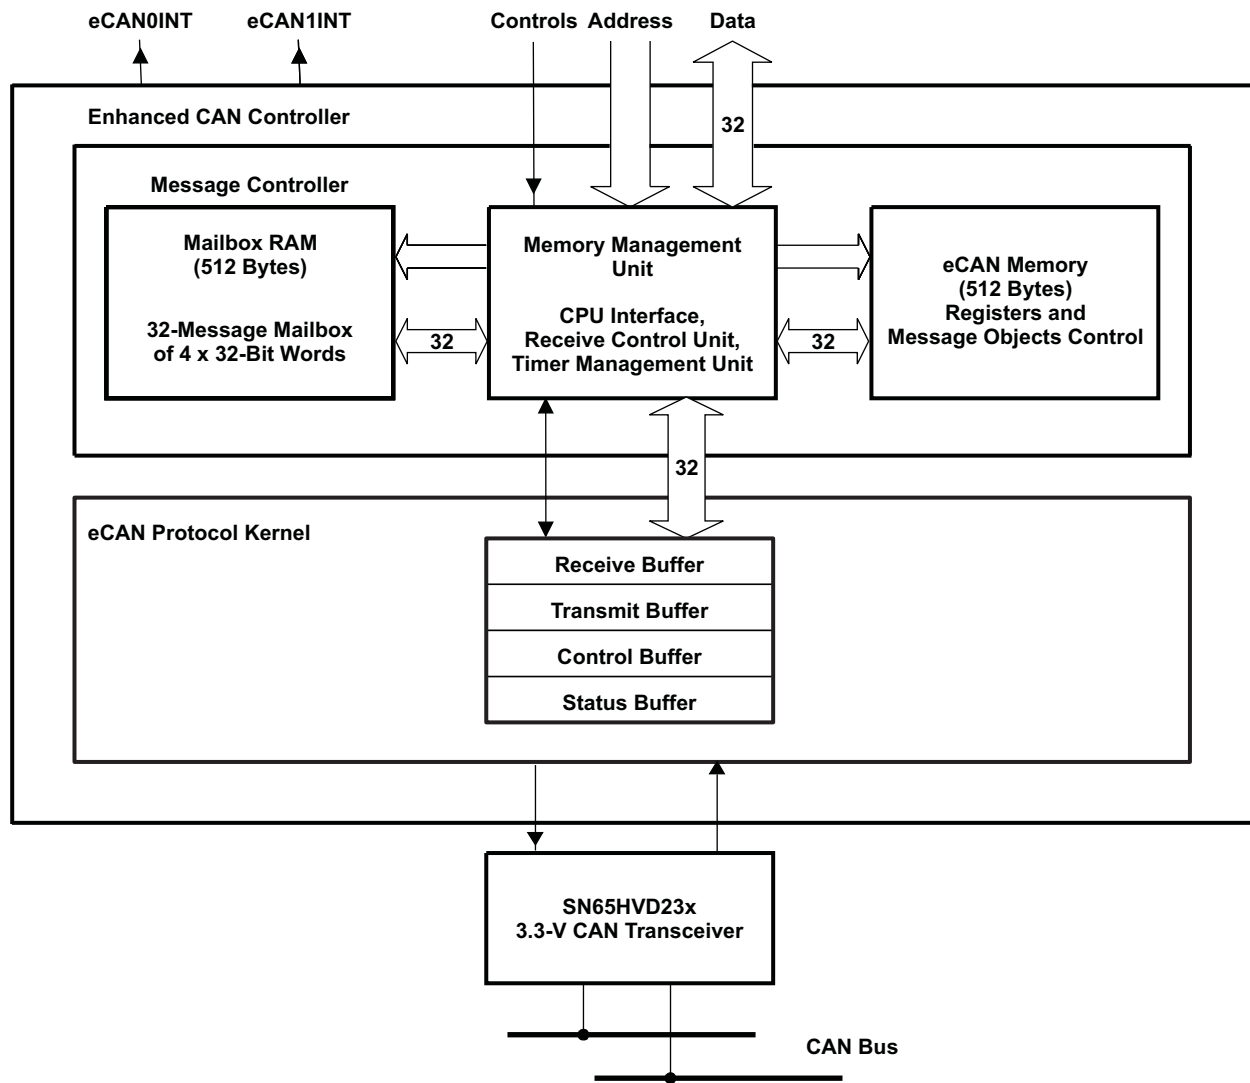 eCAN0INT
eCAN1INT
Controls
Address
Data
32
Enhanced CAN Controller
Message Controller
Mailbox RAM
(512 Bytes)
32-Message Mailbox
of 4 x 32-Bit Words
32
Memory Management
Unit
CPU Interface,
Receive Control Unit,
Timer Management Unit
32
eCAN Memory
(512 Bytes)
Registers and
Message Objects Control
32
eCAN Protocol Kernel
Receive Buffer
Transmit Buffer
Control Buffer
Status Buffer
SN65HVD23x
3.3-V CAN Transceiver
CAN Bus